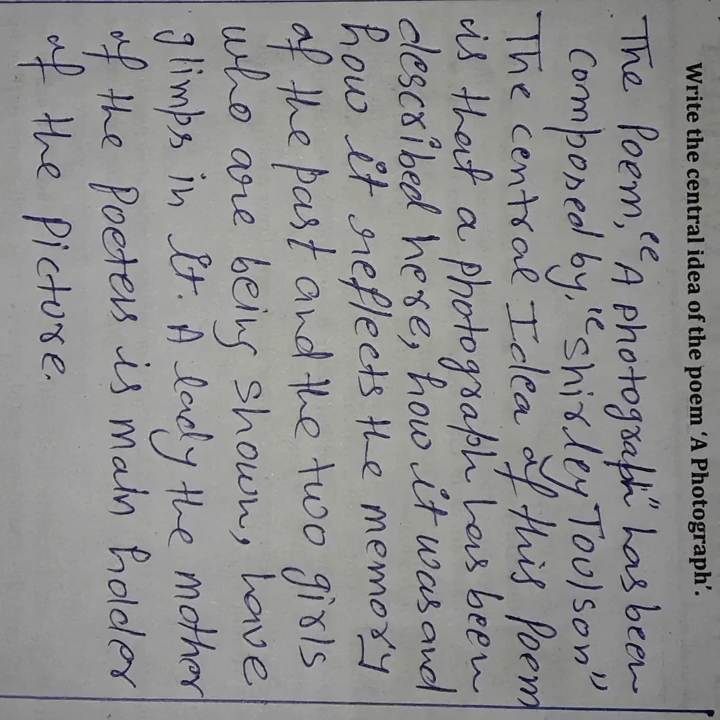 Write the central idea of the poem 'A Photograph'.
The Poem, "A photograph" has been
composed by, "Shirley Toulson"
The central Idea of this Poem
is that a photograph has been
described here, how it was and
how it reflects the memory
of the past and the two girls
who are being shown, have
glimps in it. A lady the mother
of the poetess is main holder
of the picture.